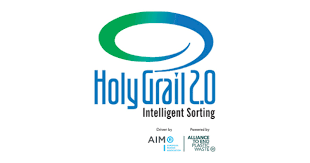 HolyGrail 2.0
Intelligent Sorting
Driven by
Powered by
AIM
ALLIANCE
TO END
PLASTIC
WASTE